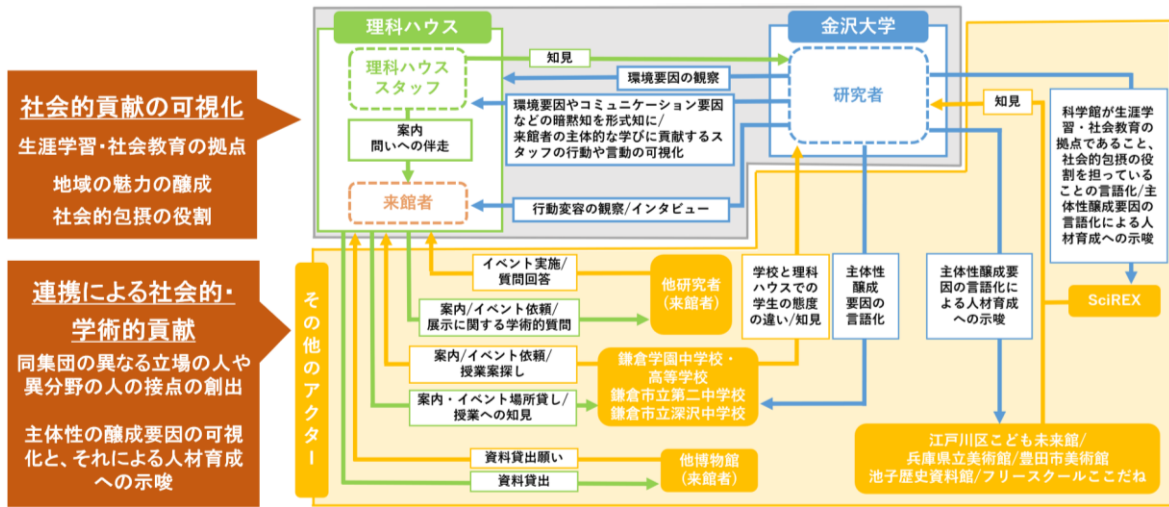 社会的貢献の可視化
生涯学習・社会教育の拠点
地域の魅力の醸成
社会的包摂の役割
連携による社会的・
学術的貢献
同集団の異なる立場の人や
異分野の人の接点の創出
主体性の醸成要因の可視
化と、それによる人材育成
への示唆
理科ハウス
理科ハウス
スタッフ
案内
問いへの伴走
来館者
知見
環境要因の観察
環境要因やコミュニケーション要因
などの暗黙知を形式知に/
来館者の主体的な学びに貢献する
スタッフの行動や言動の可視化
行動変容の観察/インタビュー
金沢大学
研究者
知見
科学館が生涯学
習・社会教育の
拠点であること、
社会的包摂の役
割を担っている
ことの言語化/主
体性醸成要因の
言語化による人
材育成への示唆
SciREX
その他のアクター
イベント実施/
質問回答
案内/イベント依頼/
展示に関する学術的質問
他研究者
(来館者)
案内/イベント依頼/
授業案探し
案内・イベント場所貸し/
授業への知見
鎌倉学園中学校・
高等学校
鎌倉市立第二中学校
鎌倉市立深沢中学校
資料貸出願い
資料貸出
他博物館
(来館者)
学校と理科
ハウスでの
学生の態度
の違い/知見
主体性
醸成
要因の
言語化
主体性醸成要
因の言語化に
よる人材育成
への示唆
江戸川区こども未来館/
兵庫県立美術館/豊田市美術館
池子歴史資料館/フリースクールここだね